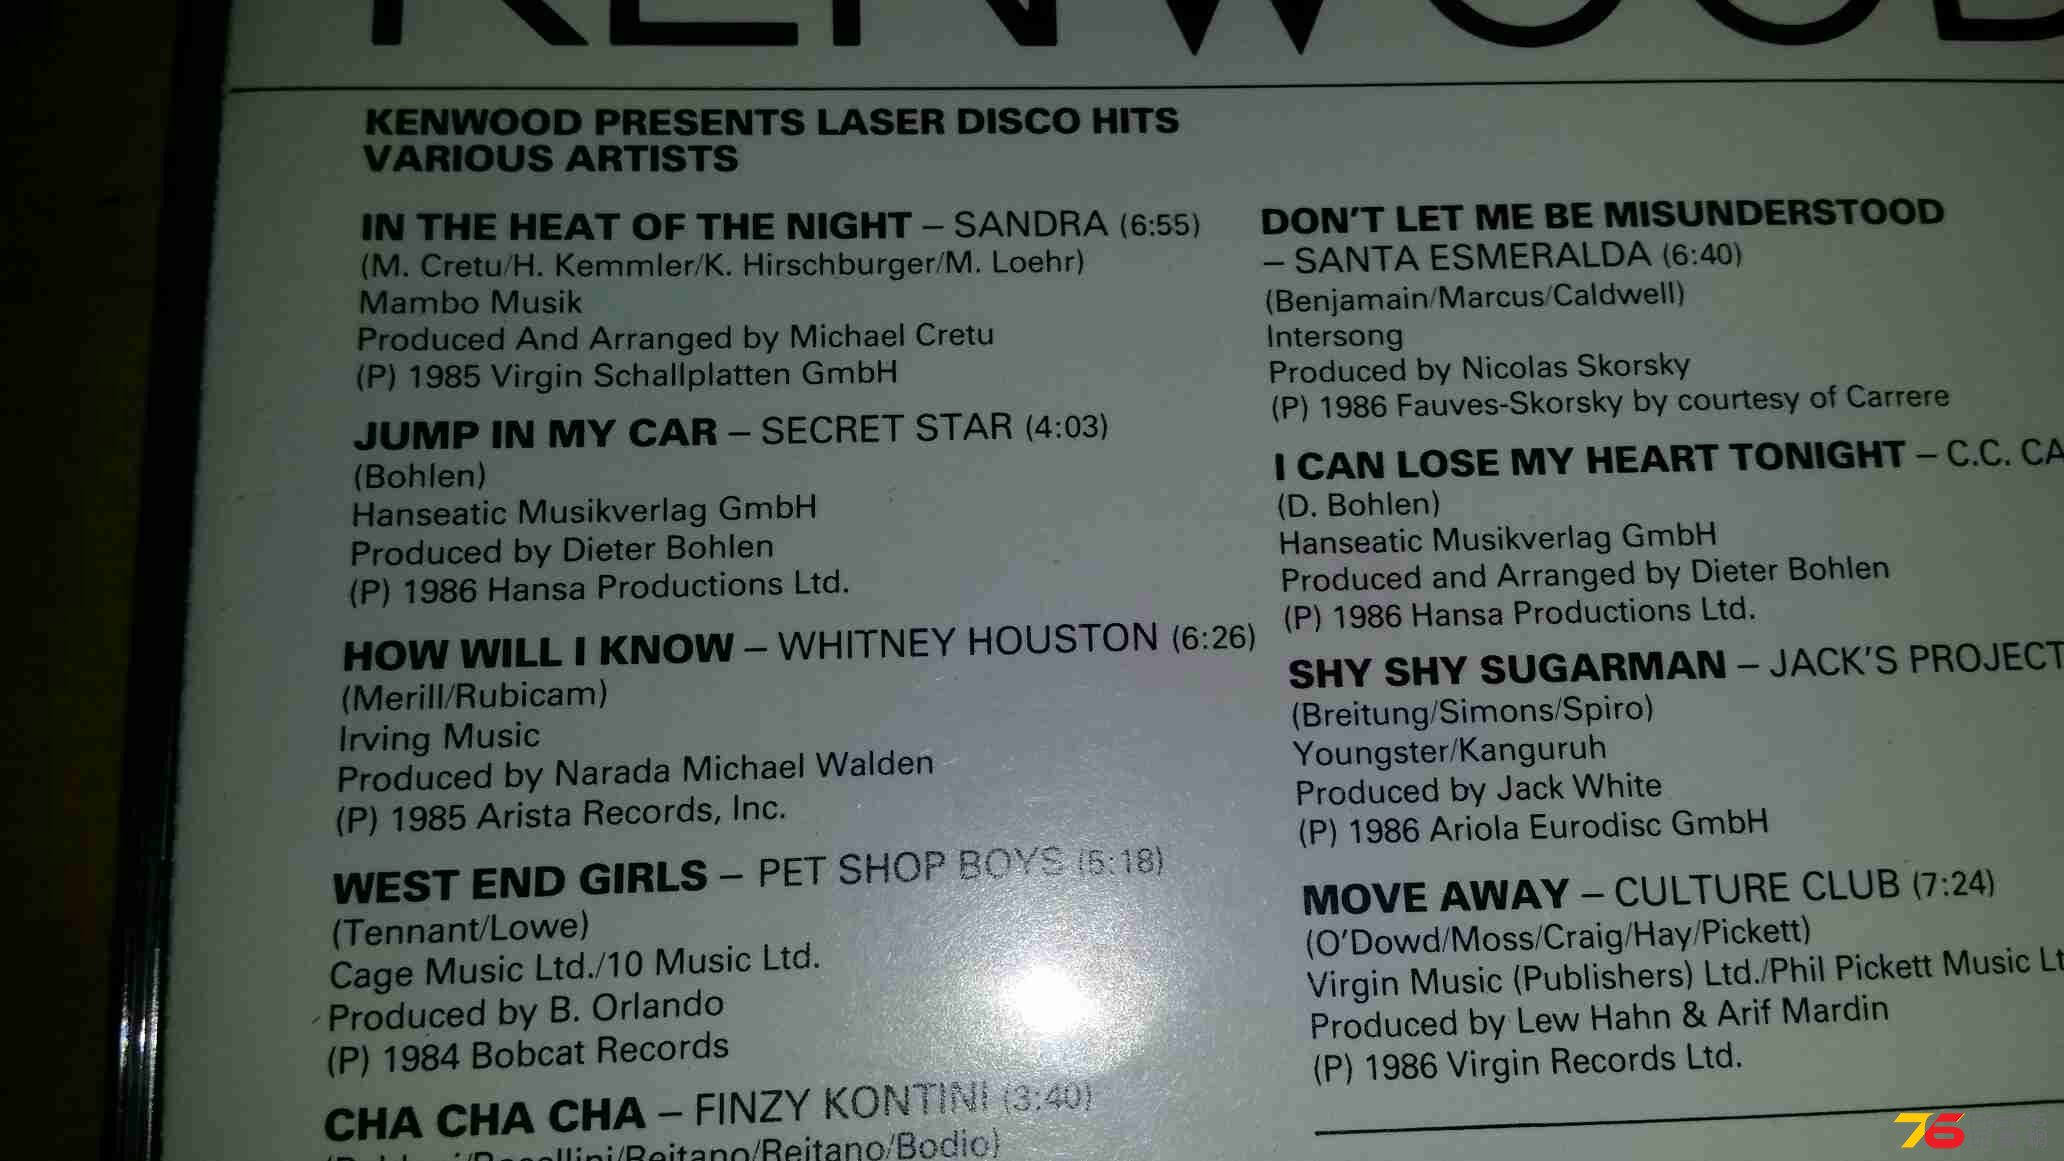 KENWOOD
KENWOOD PRESENTS LASER DISCO HITS
VARIOUS ARTISTS
IN THE HEAT OF THE NIGHT – SANDRA (6:55)
(M. Cretu/H. Kemmler/K. Hirschburger/M. Loehr)
Mambo Musik
Produced And Arranged by Michael Cretu
(P) 1985 Virgin Schallplatten GmbH
JUMP IN MY CAR – SECRET STAR (4:03)
(Bohlen)
Hanseatic Musikverlag GmbH
Produced by Dieter Bohlen
(P) 1986 Hansa Productions Ltd.
HOW WILL I KNOW – WHITNEY HOUSTON (6:26)
(Merill/Rubicam)
Irving Music
Produced by Narada Michael Walden
(P) 1985 Arista Records, Inc.
WEST END GIRLS – PET SHOP BOYS (5:18)
(Tennant/Lowe)
Cage Music Ltd./10 Music Ltd.
Produced by B. Orlando
(P) 1984 Bobcat Records
CHA CHA CHA – FINZY KONTINI (3:40)
DON'T LET ME BE MISUNDERSTOOD
– SANTA ESMERALDA (6:40)
(Benjamain/Marcus/Caldwell)
Intersong
Produced by Nicolas Skorsky
(P) 1986 Fauves-Skorsky by courtesy of Carrere
I CAN LOSE MY HEART TONIGHT – C.C. CA
(D. Bohlen)
Hanseatic Musikverlag GmbH
Produced and Arranged by Dieter Bohlen
(P) 1986 Hansa Productions Ltd.
SHY SHY SUGARMAN – JACK'S PROJECT
(Breitung/Simons/Spiro)
Youngster/Kanguruh
Produced by Jack White
(P) 1986 Ariola Eurodisc GmbH
MOVE AWAY – CULTURE CLUB (7:24)
(O'Dowd/Moss/Craig/Hay/Pickett)
Virgin Music (Publishers) Ltd./Phil Pickett Music Lt
Produced by Lew Hahn & Arif Mardin
(P) 1986 Virgin Records Ltd.
76